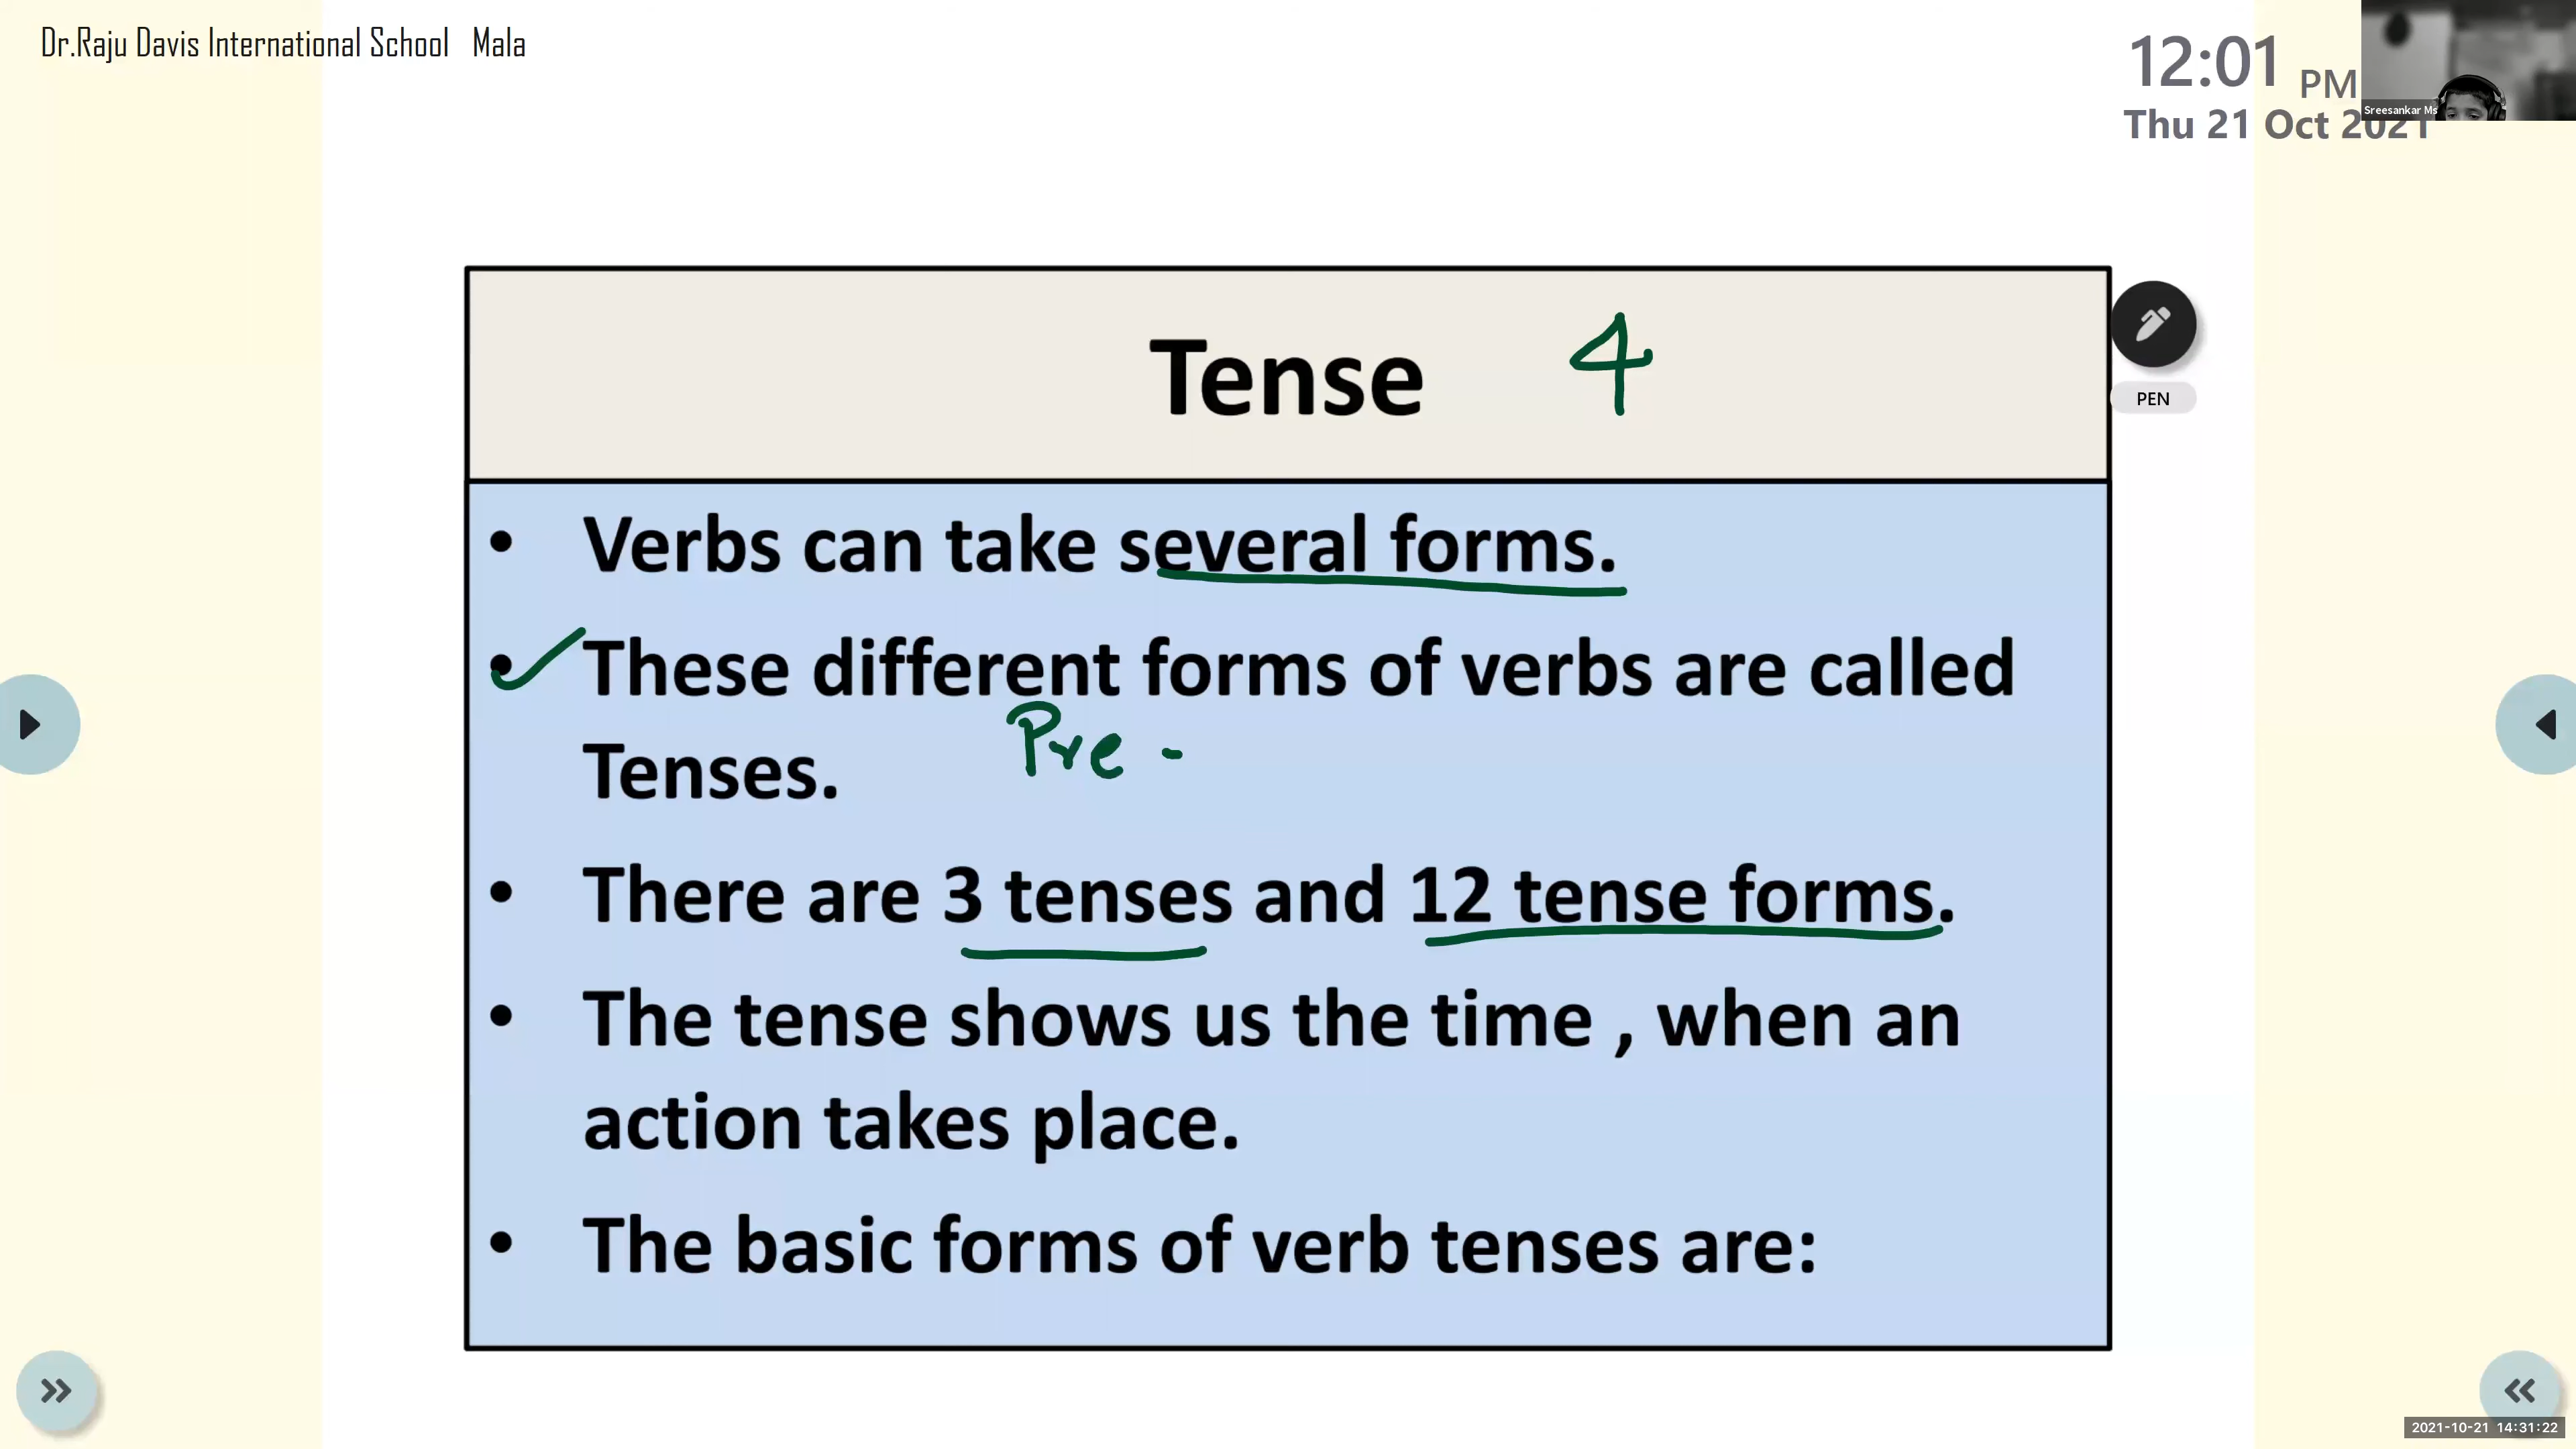 Dr.Raju Davis International School Mala
12:01 PM
Sreesankar Ms
Thu 21 Oct 2021
Tense 4
PEN
• Verbs can take several forms.
• These different forms of verbs are called
Tenses. Pre -
• There are 3 tenses and 12 tense forms.
• The tense shows us the time , when an
action takes place.
• The basic forms of verb tenses are:
2021-10-21 14:31:22